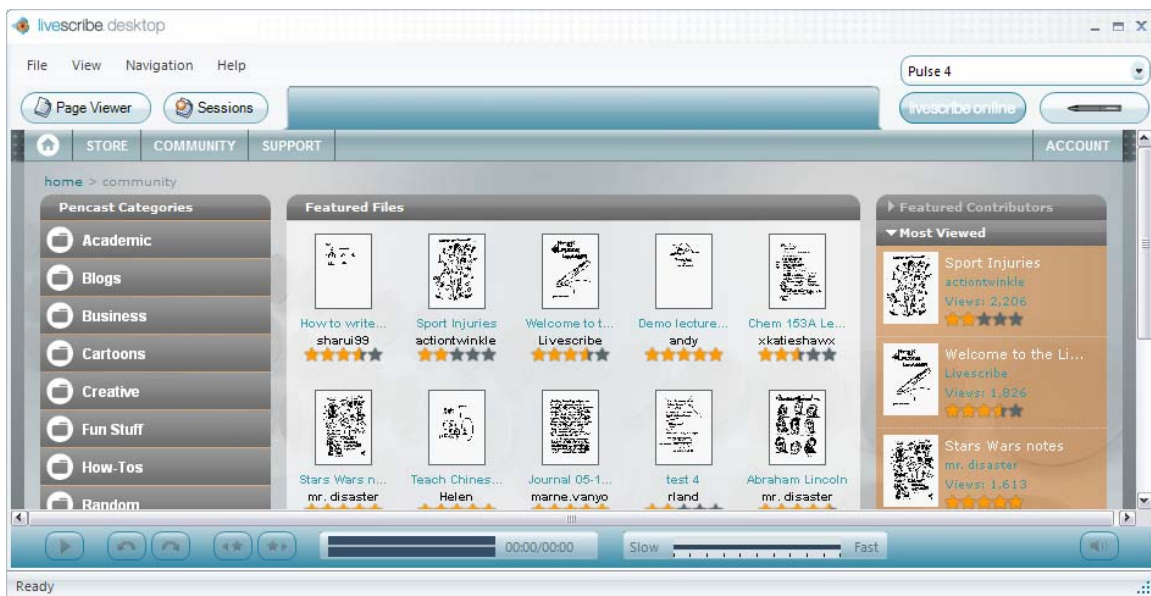 livescribe desktop
File View Navigation Help
Pulse 4
Page Viewer Sessions
livescribe online
STORE COMMUNITY SUPPORT ACCOUNT
home > community
Pencast Categories
Academic
Blogs
Business
Cartoons
Creative
Fun Stuff
How-Tos
Random
Featured Files
How to write... Sport Injuries Welcome to t... Demo lecture... Chem 153A Le...
sharui99 actiontwinkle Livescribe andy xkatieshawx
Stars Wars n... Teach Chines... Journal 05-1... test 4 Abraham Lincoln
mr. disaster Helen marne.vanyo rland mr. disaster
Featured Contributors
Most Viewed
Sport Injuries
actiontwinkle
Views: 2,206
Welcome to the Li...
Livescribe
Views: 1,826
Stars Wars notes
mr. disaster
Views: 1,613
00:00/00:00 Slow Fast
Ready